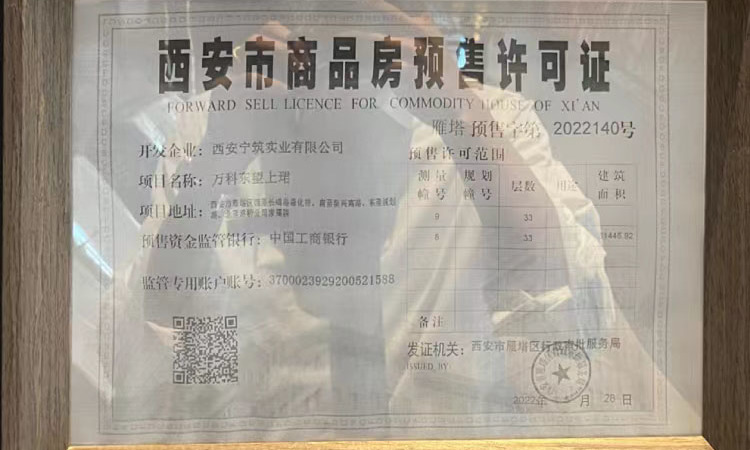 西安市商品房预售许可证
FORWARD SELL LICENCE FOR COMMODITY HOUSE OF XI'AN
雁塔 预售字第 2022140号
开发企业：西安宁筑实业有限公司
预售许可范围
项目名称：万科东望上珺
测量幢号 规划幢号 层数 用途 建筑面积
项目地址：
9 33
预售资金监管银行：中国工商银行
8 33
监管专用账户账号：3700023929200521588
备注
发证机关：西安市雁塔区行政审批服务局
ISSUED BY
2022年 月 28 日